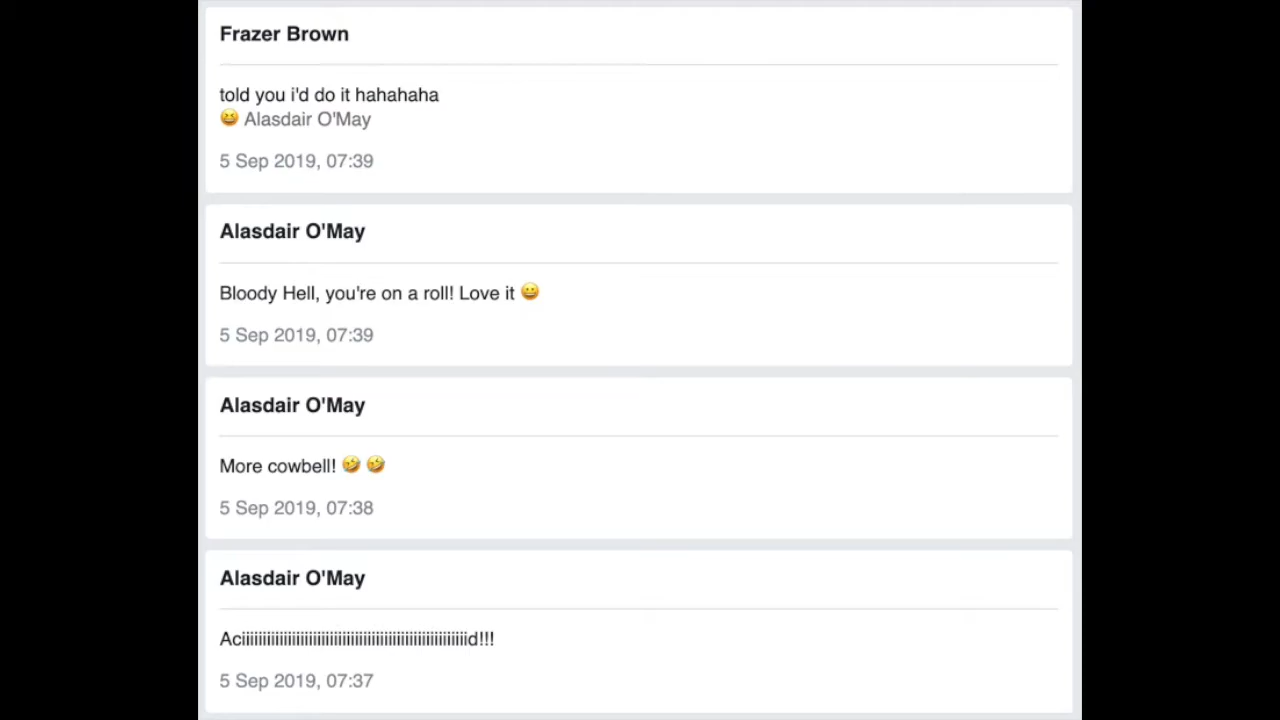 Frazer Brown
told you i'd do it hahahaha
😆 Alasdair O'May
5 Sep 2019, 07:39
Alasdair O'May
Bloody Hell, you're on a roll! Love it 😀
5 Sep 2019, 07:39
Alasdair O'May
More cowbell! 🤣 🤣
5 Sep 2019, 07:38
Alasdair O'May
Aciiiiiiiiiiiiiiiiiiiiiiiiiiiiiiiiiiiiiiiiiiiiiiiiiiiiiiid!!!
5 Sep 2019, 07:37